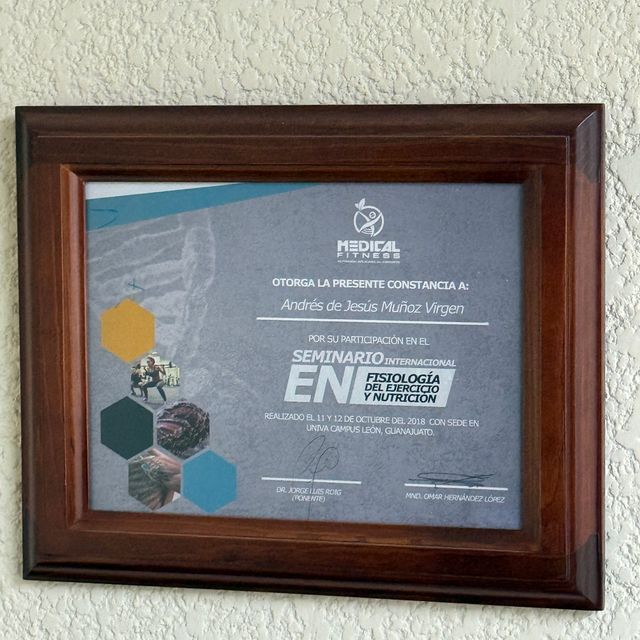 MEDICAL
FITNESS
OTORGA LA PRESENTE CONSTANCIA A:
Andrés de Jesús Muñoz Virgen
POR SU PARTICIPACIÓN EN EL
SEMINARIO INTERNACIONAL
EN FISIOLOGÍA
DEL EJERCICIO
Y NUTRICIÓN
REALIZADO EL 11 Y 12 DE OCTUBRE DEL 2018 CON SEDE EN
UNIVA CAMPUS LEÓN, GUANAJUATO.
DR. JORGE LUIS ROIG
(PONENTE)
MND. OMAR HERNÁNDEZ LÓPEZ